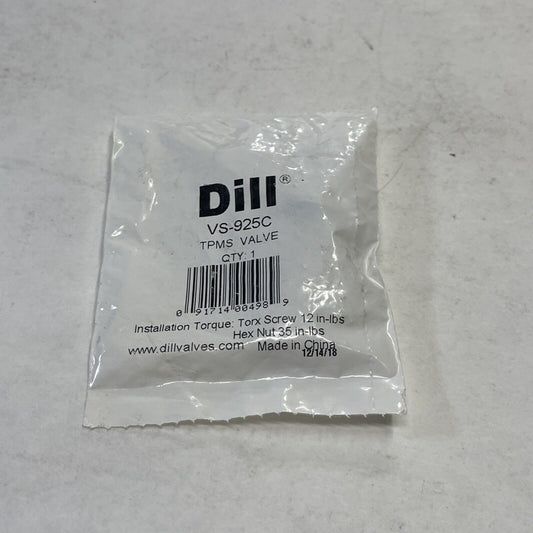 Dill®
VS-925C
TPMS VALVE
QTY: 1
0 91714 00498 9
Installation Torque: Torx Screw 12 in-lbs
Hex Nut 35 in-lbs
www.dillvalves.com Made in China
12/14/18